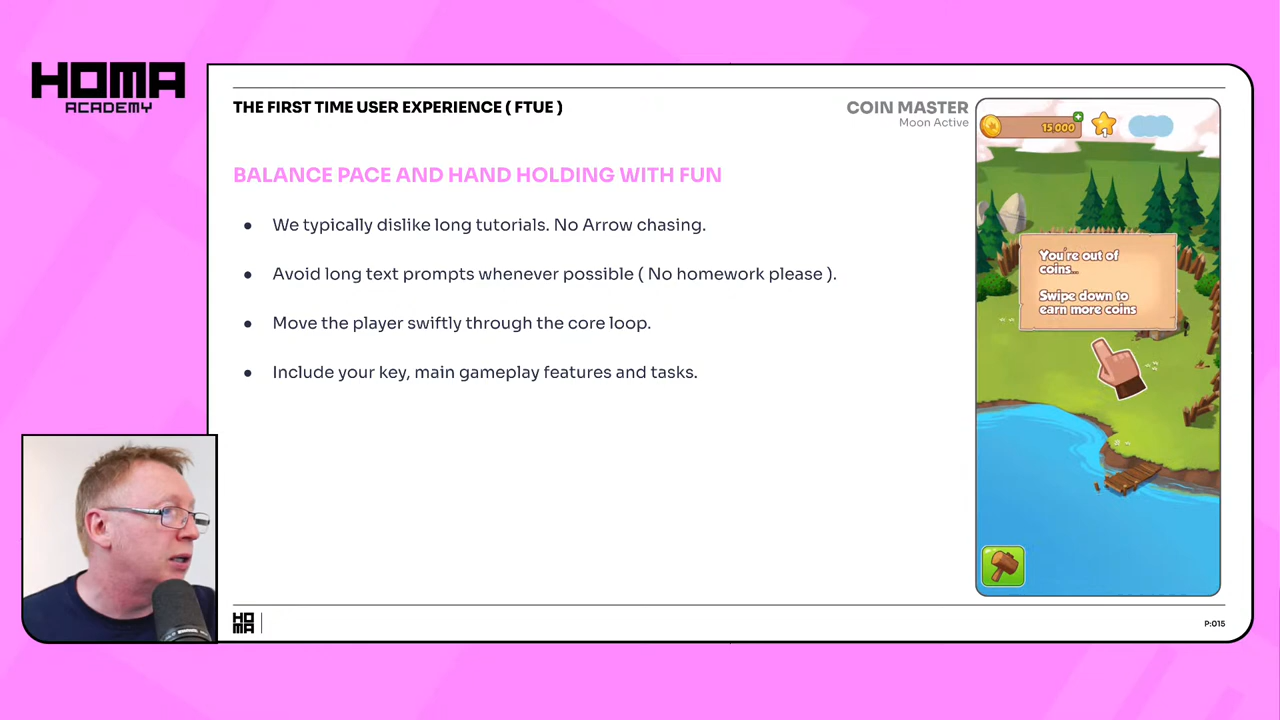 HOMA
ACADEMY
THE FIRST TIME USER EXPERIENCE ( FTUE )
COIN MASTER
Moon Active
BALANCE PACE AND HAND HOLDING WITH FUN
● We typically dislike long tutorials. No Arrow chasing.
● Avoid long text prompts whenever possible ( No homework please ).
● Move the player swiftly through the core loop.
● Include your key, main gameplay features and tasks.
15 000
1
You're out of
coins...
Swipe down to
earn more coins
HO
MA
P:015